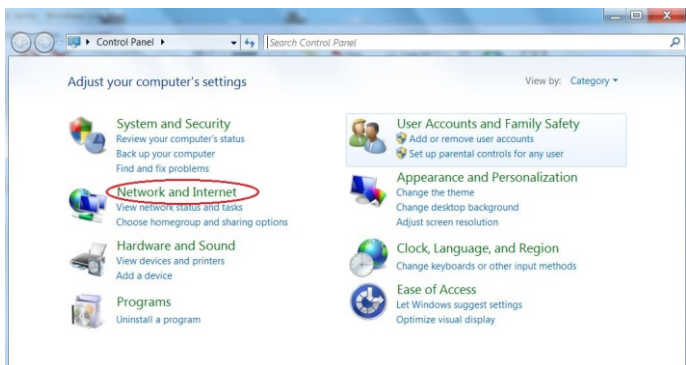 Control Panel
Search Control Panel
Adjust your computer's settings
View by: Category
System and Security
Review your computer's status
Back up your computer
Find and fix problems
Network and Internet
View network status and tasks
Choose homegroup and sharing options
Hardware and Sound
View devices and printers
Add a device
Programs
Uninstall a program
User Accounts and Family Safety
Add or remove user accounts
Set up parental controls for any user
Appearance and Personalization
Change the theme
Change desktop background
Adjust screen resolution
Clock, Language, and Region
Change keyboards or other input methods
Ease of Access
Let Windows suggest settings
Optimize visual display